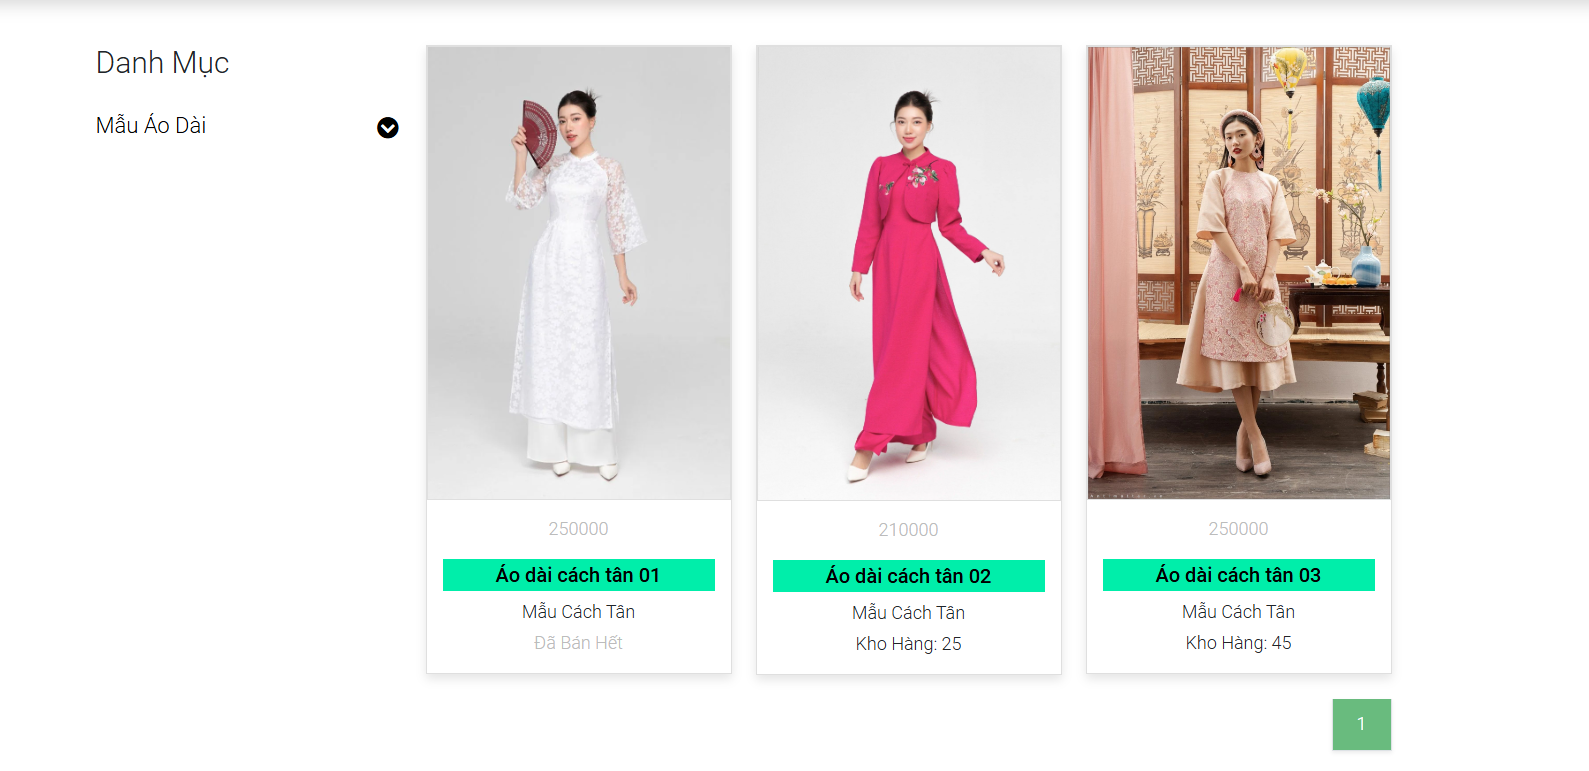 Danh Mục
Mẫu Áo Dài
250000
Áo dài cách tân 01
Mẫu Cách Tân
Đã Bán Hết
210000
Áo dài cách tân 02
Mẫu Cách Tân
Kho Hàng: 25
250000
Áo dài cách tân 03
Mẫu Cách Tân
Kho Hàng: 45
1